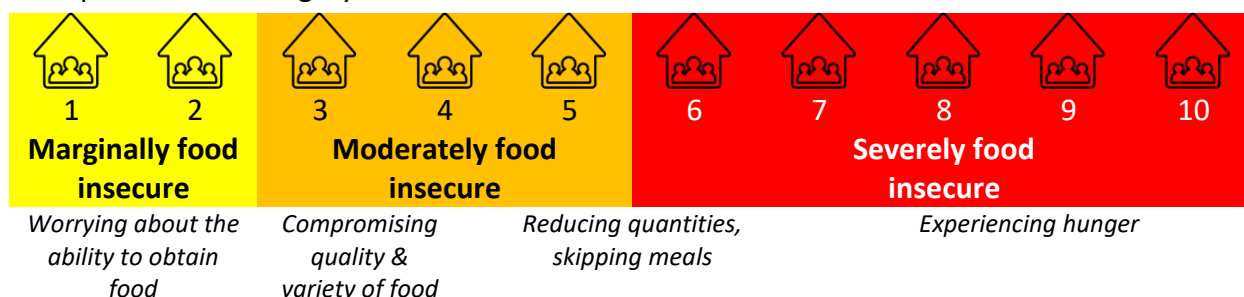 1 2 3 4 5 6 7 8 9 10
Marginally food Moderately food Severely food
insecure insecure insecure
Worrying about the Compromising Reducing quantities, Experiencing hunger
ability to obtain quality & skipping meals
food variety of food